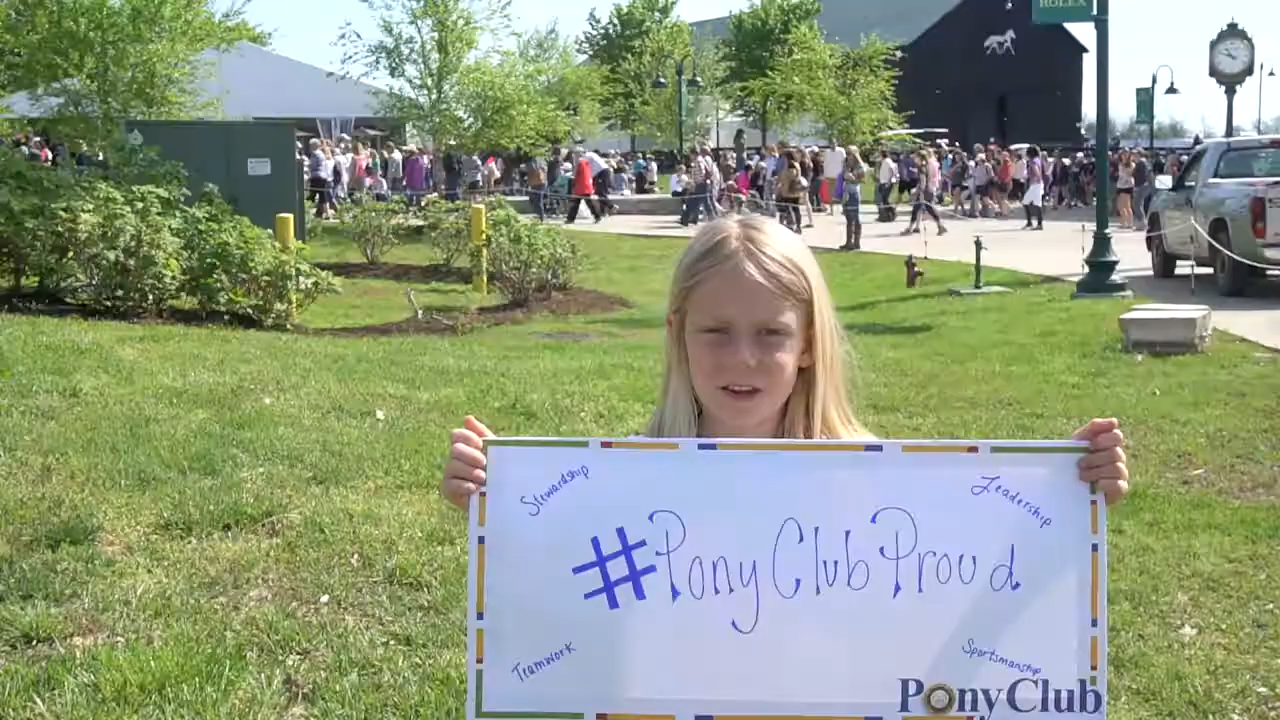 ROLEX
Stewardship
Leadership
#PonyClubProud
Teamwork
Sportsmanship
PonyClub